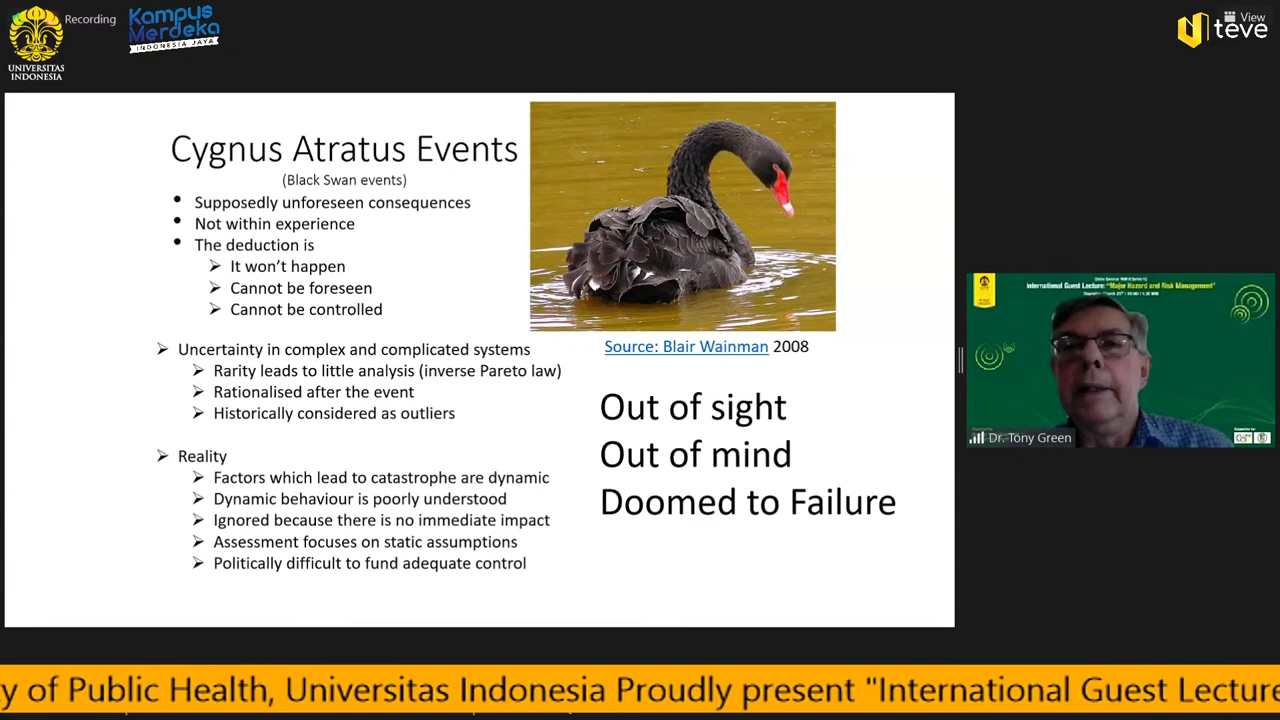 Recording
UNIVERSITAS
INDONESIA
Kampus
Merdeka
INDONESIA JAYA
View
teve
Cygnus Atratus Events
(Black Swan events)
• Supposedly unforeseen consequences
• Not within experience
• The deduction is
➢ It won't happen
➢ Cannot be foreseen
➢ Cannot be controlled
➢ Uncertainty in complex and complicated systems
➢ Rarity leads to little analysis (inverse Pareto law)
➢ Rationalised after the event
➢ Historically considered as outliers
➢ Reality
➢ Factors which lead to catastrophe are dynamic
➢ Dynamic behaviour is poorly understood
➢ Ignored because there is no immediate impact
➢ Assessment focuses on static assumptions
➢ Politically difficult to fund adequate control
Source: Blair Wainman 2008
Out of sight
Out of mind
Doomed to Failure
International Guest Lecture: "Major Hazard and Risk Management"
Dr. Tony Green
y of Public Health, Universitas Indonesia Proudly present "International Guest Lecture